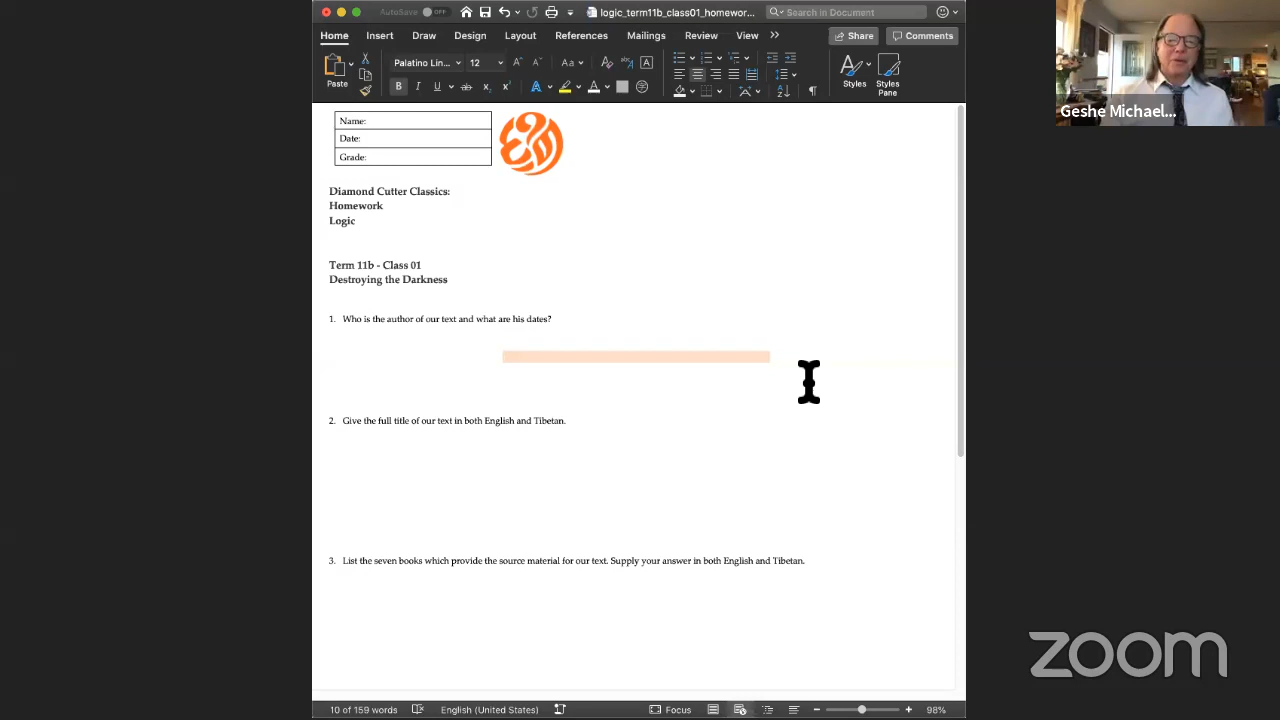 AutoSave OFF logic_term11b_class01_homewor... Search in Document
Home Insert Draw Design Layout References Mailings Review View Share Comments
Paste Palatino Lin... 12 Styles Styles Pane
Name:
Date:
Grade:
Diamond Cutter Classics:
Homework
Logic
Term 11b - Class 01
Destroying the Darkness
1. Who is the author of our text and what are his dates?
2. Give the full title of our text in both English and Tibetan.
3. List the seven books which provide the source material for our text. Supply your answer in both English and Tibetan.
10 of 159 words English (United States) Focus 98%
Geshe Michael...
zoom